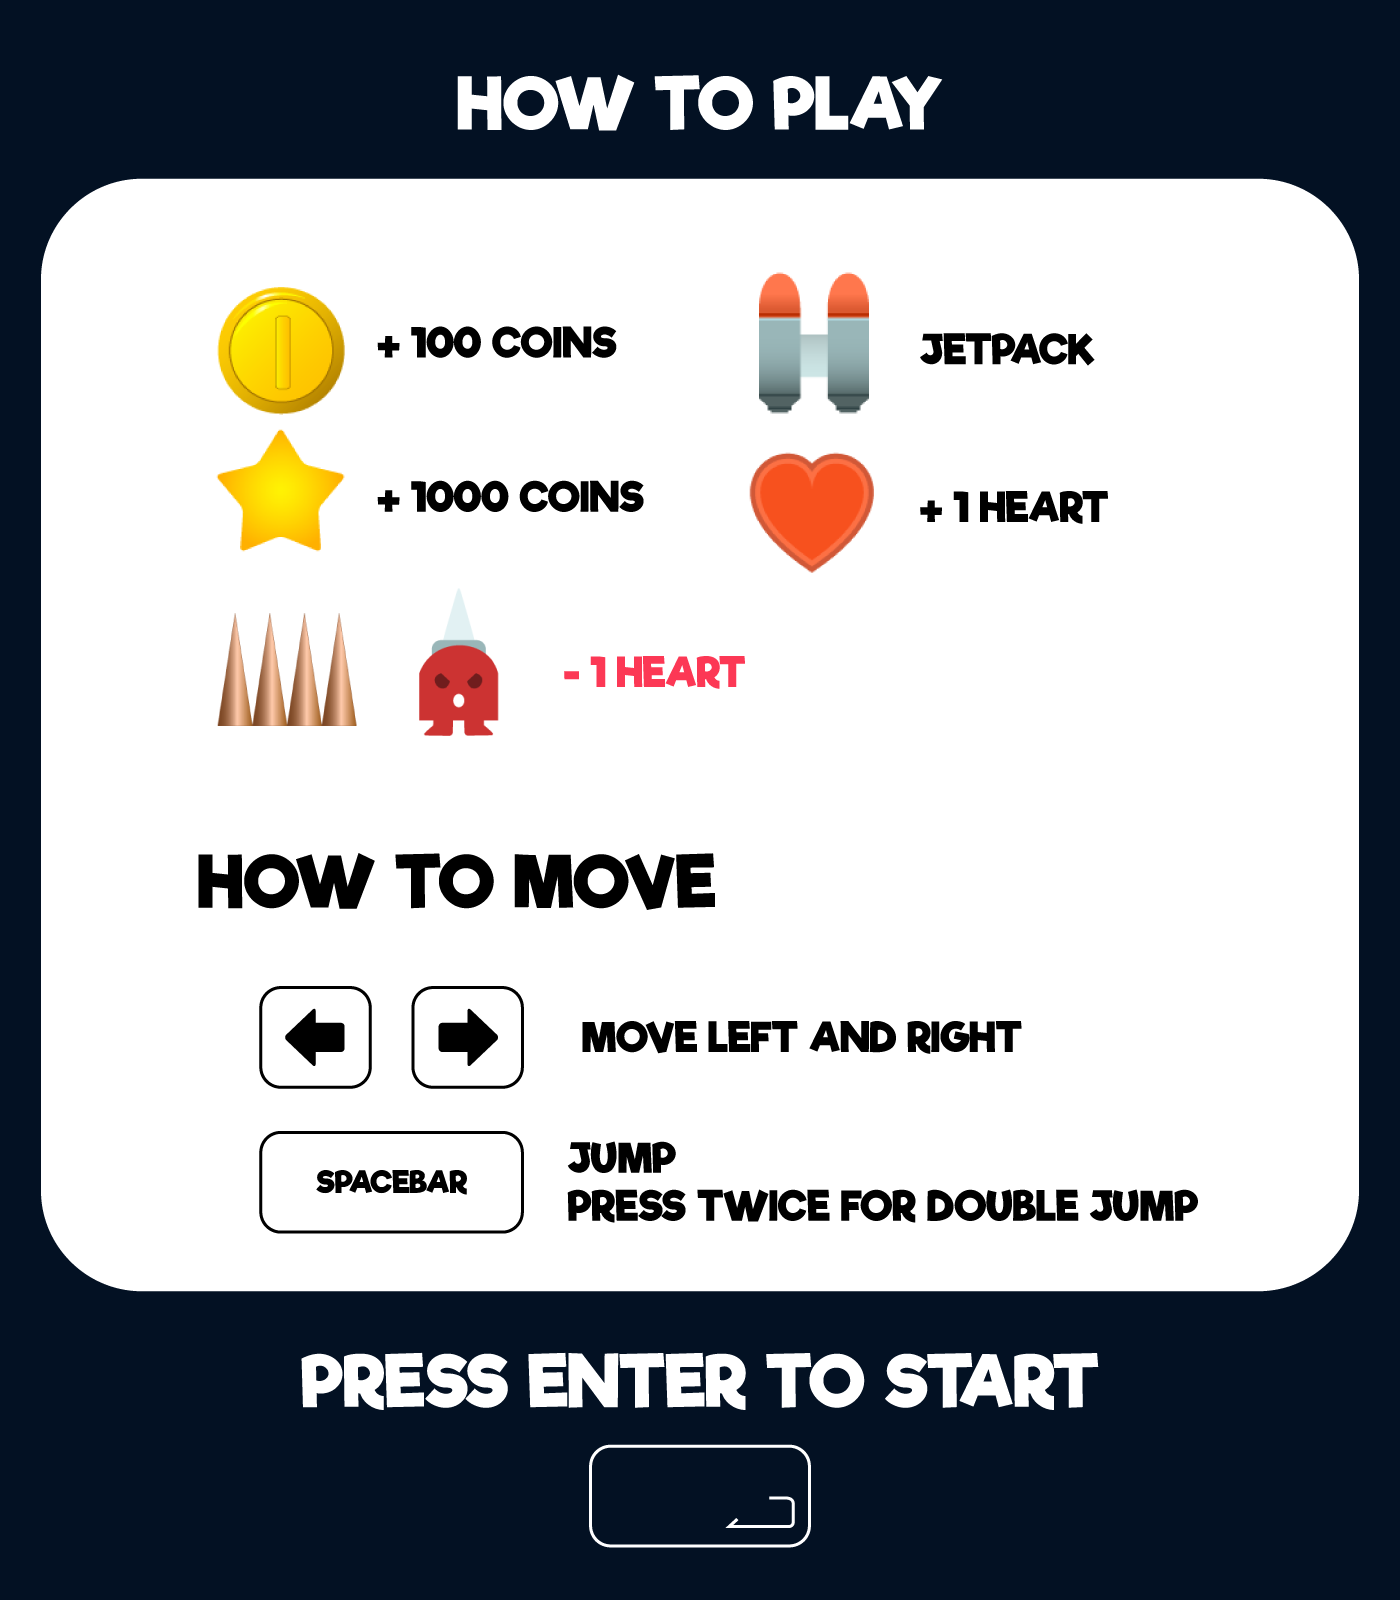 HOW TO PLAY
+ 100 COINS
JETPACK
+ 1000 COINS
+ 1 HEART
- 1 HEART
HOW TO MOVE
MOVE LEFT AND RIGHT
SPACEBAR
JUMP
PRESS TWICE FOR DOUBLE JUMP
PRESS ENTER TO START